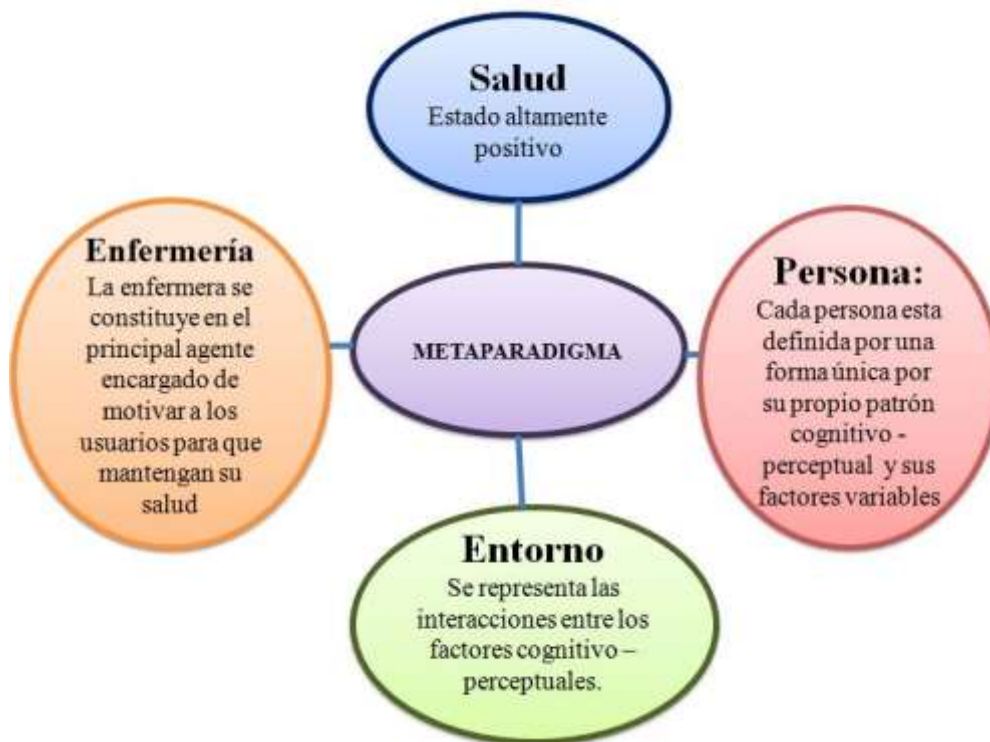 Salud
Estado altamente
positivo
Enfermería
La enfermera se
constituye en el
principal agente
encargado de
motivar a los
usuarios para que
mantengan su
salud
METAPARADIGMA
Persona:
Cada persona esta
definida por una
forma única por
su propio patrón
cognitivo -
perceptual y sus
factores variables
Entorno
Se representa las
interacciones entre los
factores cognitivo –
perceptuales.